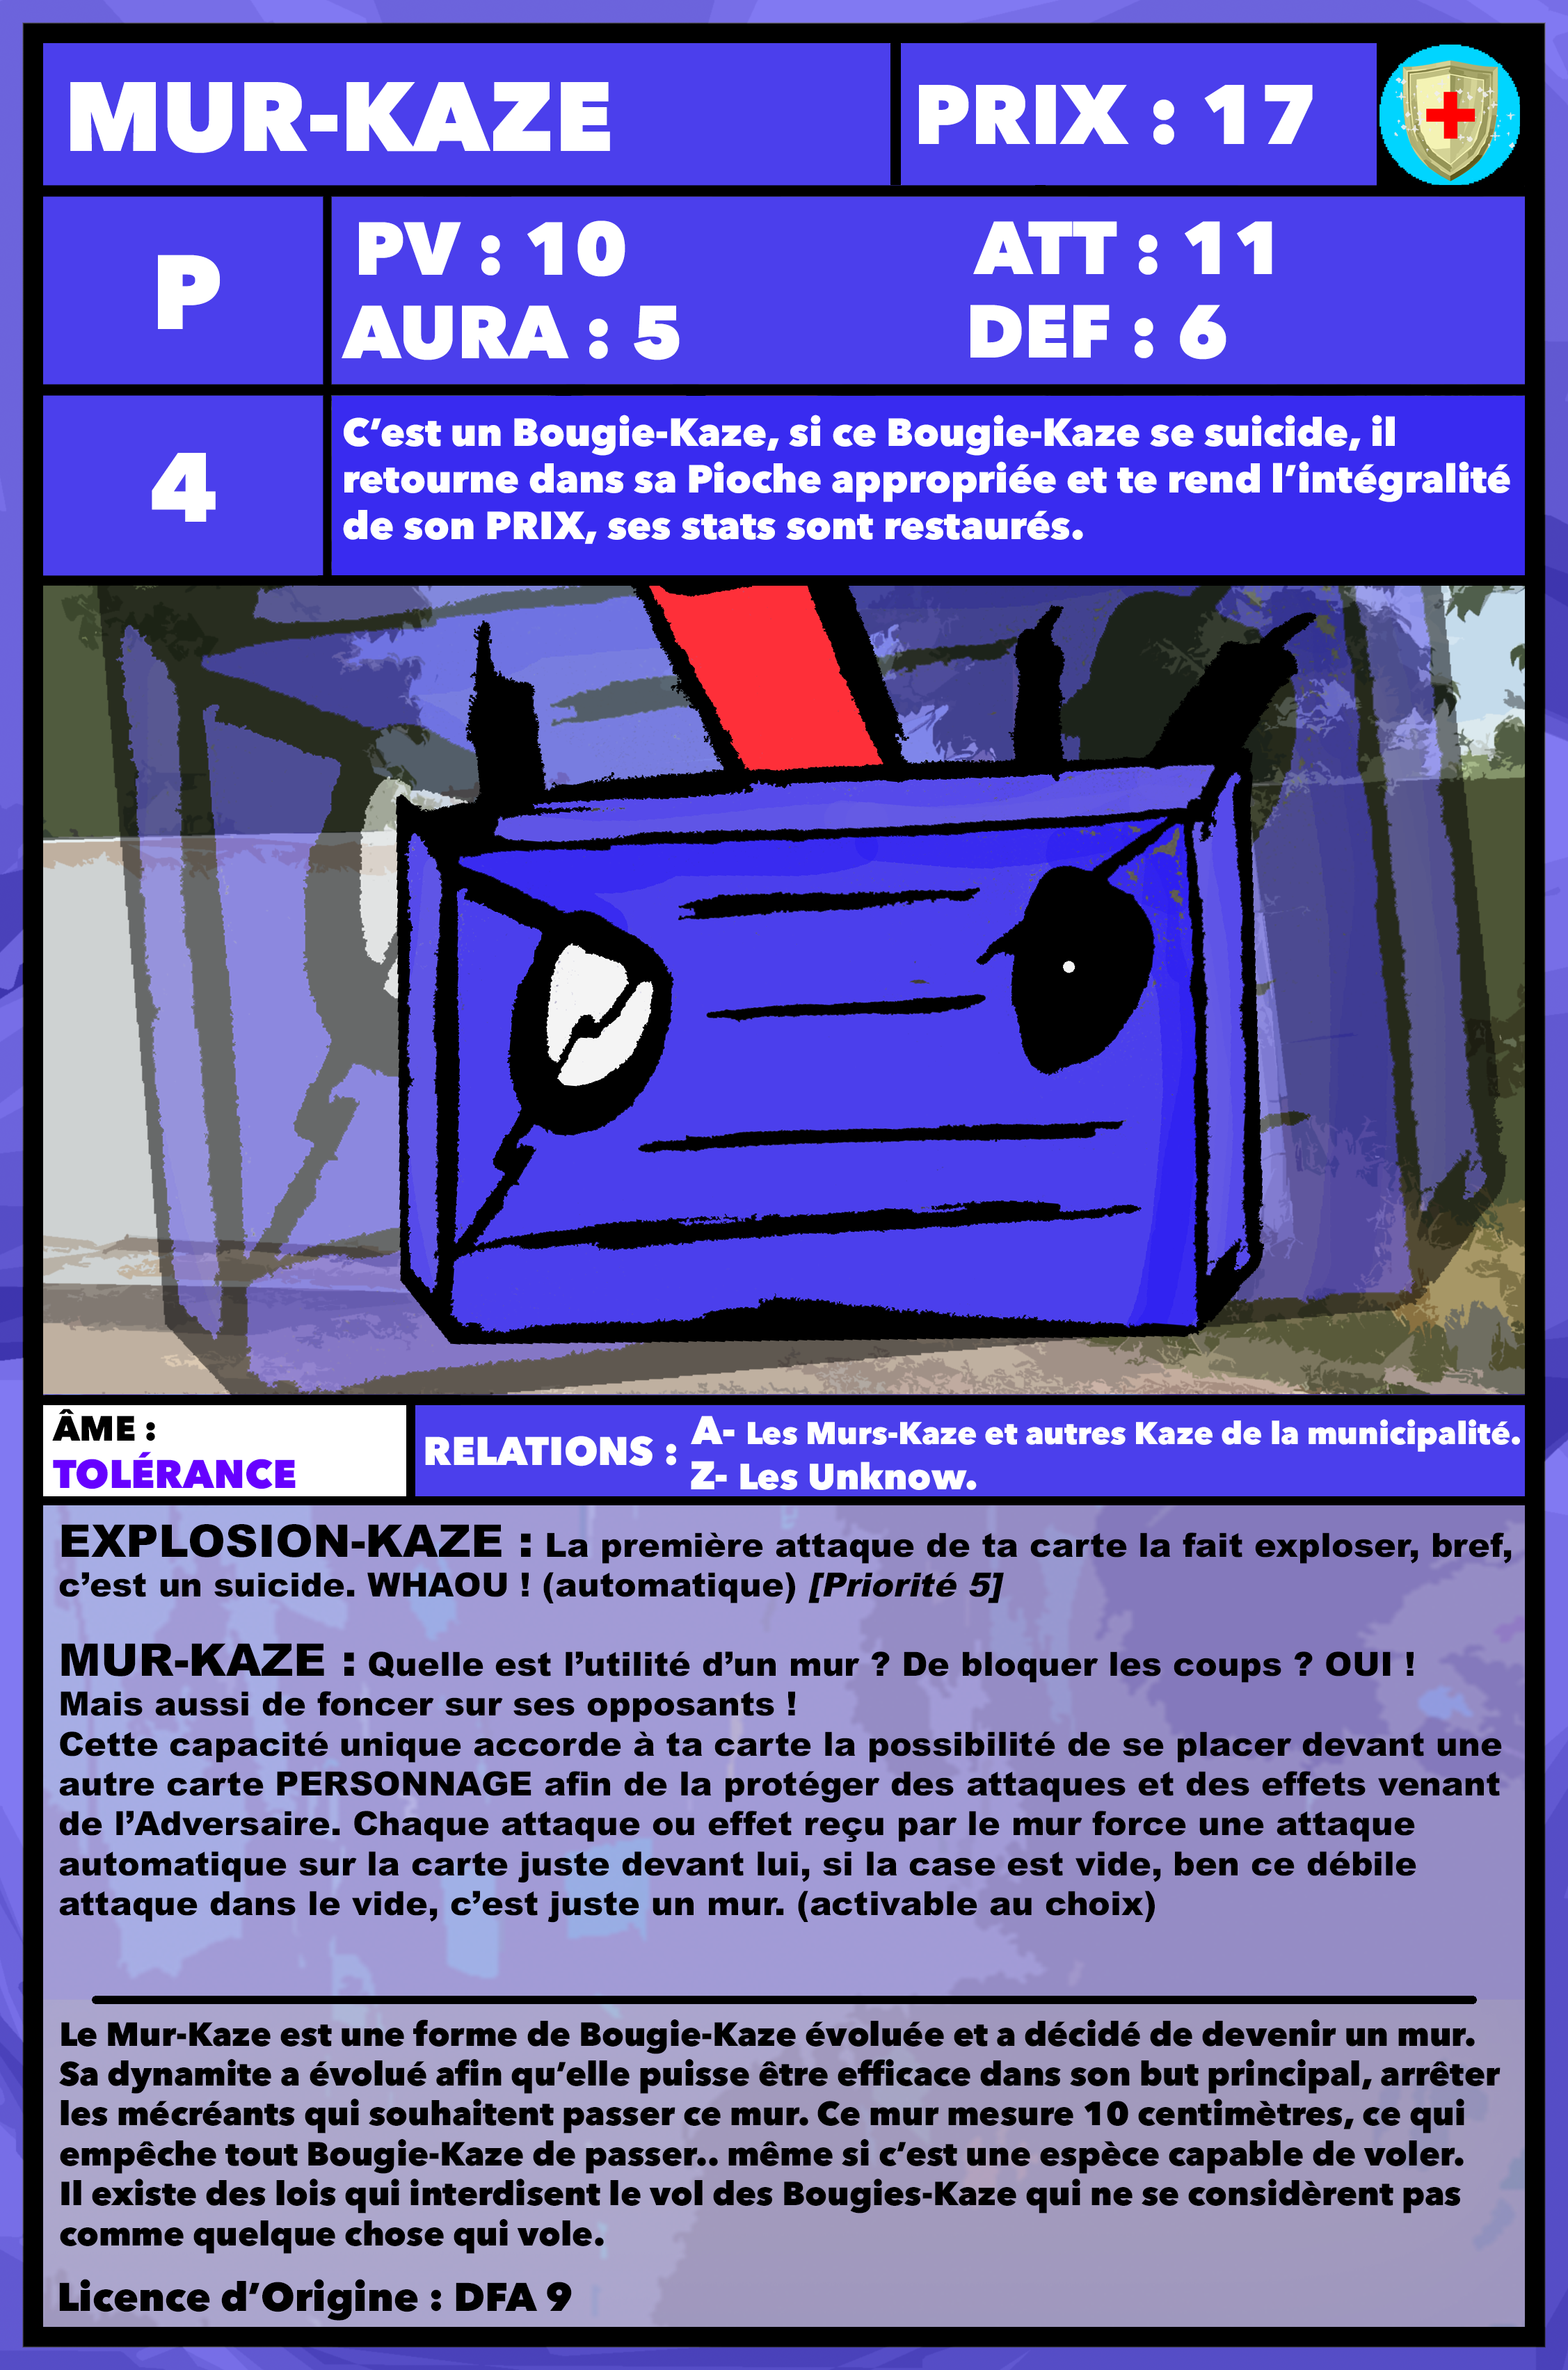 MUR-KAZE
PRIX : 17
P
PV : 10
ATT : 11
AURA : 5
DEF : 6
4
C’est un Bougie-Kaze, si ce Bougie-Kaze se suicide, il
retourne dans sa Pioche appropriée et te rend l’intégralité
de son PRIX, ses stats sont restaurés.
ÂME :
TOLÉRANCE
RELATIONS :
A- Les Murs-Kaze et autres Kaze de la municipalité.
Z- Les Unknow.
EXPLOSION-KAZE : La première attaque de ta carte la fait exploser, bref,
c’est un suicide. WHAOU ! (automatique) [Priorité 5]
MUR-KAZE : Quelle est l’utilité d’un mur ? De bloquer les coups ? OUI !
Mais aussi de foncer sur ses opposants !
Cette capacité unique accorde à ta carte la possibilité de se placer devant une
autre carte PERSONNAGE afin de la protéger des attaques et des effets venant
de l’Adversaire. Chaque attaque ou effet reçu par le mur force une attaque
automatique sur la carte juste devant lui, si la case est vide, ben ce débile
attaque dans le vide, c’est juste un mur. (activable au choix)
Le Mur-Kaze est une forme de Bougie-Kaze évoluée et a décidé de devenir un mur.
Sa dynamite a évolué afin qu’elle puisse être efficace dans son but principal, arrêter
les mécréants qui souhaitent passer ce mur. Ce mur mesure 10 centimètres, ce qui
empêche tout Bougie-Kaze de passer.. même si c’est une espèce capable de voler.
Il existe des lois qui interdisent le vol des Bougies-Kaze qui ne se considèrent pas
comme quelque chose qui vole.
Licence d’Origine : DFA 9